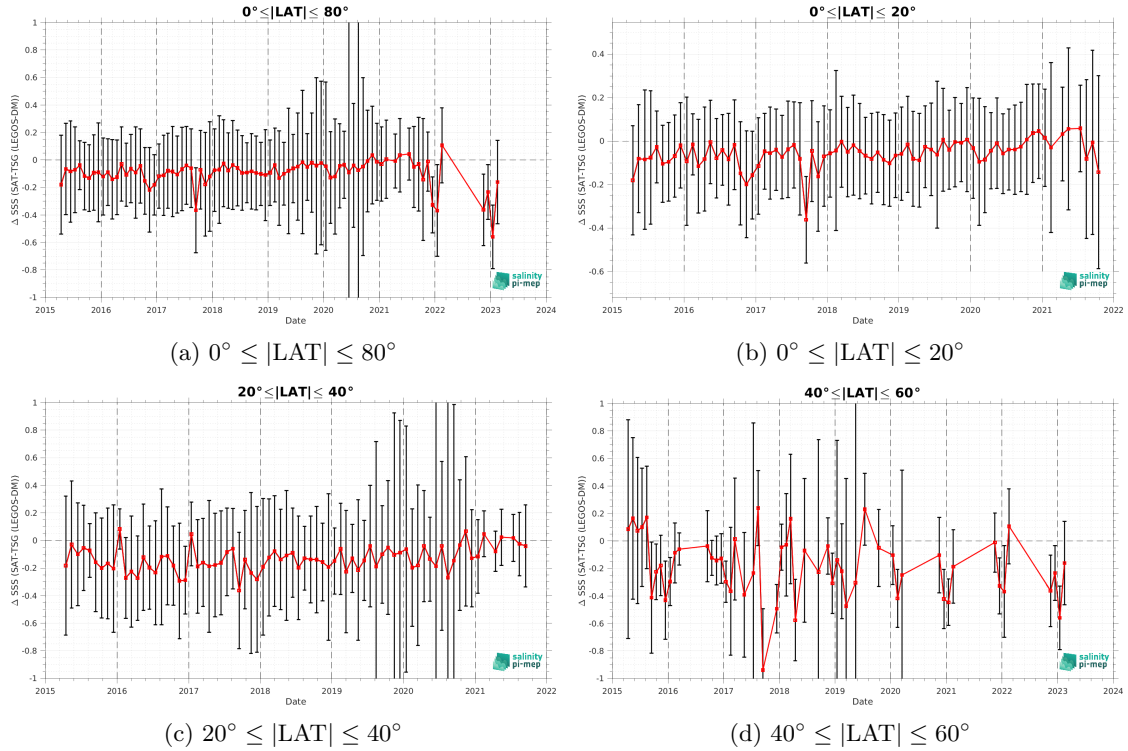 0°≤|LAT|≤ 80°
1
0.8
0.6
0.4
0.2
0
-0.2
-0.4
-0.6
-0.8
-1
Δ SSS (SAT-TSG (LEGOS-DM))
2015 2016 2017 2018 2019 2020 2021 2022 2023 2024
Date
salinity
pi-mep
(a) 0° ≤ |LAT| ≤ 80°
0°≤|LAT|≤ 20°
0.4
0.2
0
-0.2
-0.4
-0.6
Δ SSS (SAT-TSG (LEGOS-DM))
2015 2016 2017 2018 2019 2020 2021 2022
Date
salinity
pi-mep
(b) 0° ≤ |LAT| ≤ 20°
20°≤|LAT|≤ 40°
1
0.8
0.6
0.4
0.2
0
-0.2
-0.4
-0.6
-0.8
-1
Δ SSS (SAT-TSG (LEGOS-DM))
2015 2016 2017 2018 2019 2020 2021 2022
Date
salinity
pi-mep
(c) 20° ≤ |LAT| ≤ 40°
40°≤|LAT|≤ 60°
1
0.8
0.6
0.4
0.2
0
-0.2
-0.4
-0.6
-0.8
-1
Δ SSS (SAT-TSG (LEGOS-DM))
2015 2016 2017 2018 2019 2020 2021 2022 2023 2024
Date
salinity
pi-mep
(d) 40° ≤ |LAT| ≤ 60°